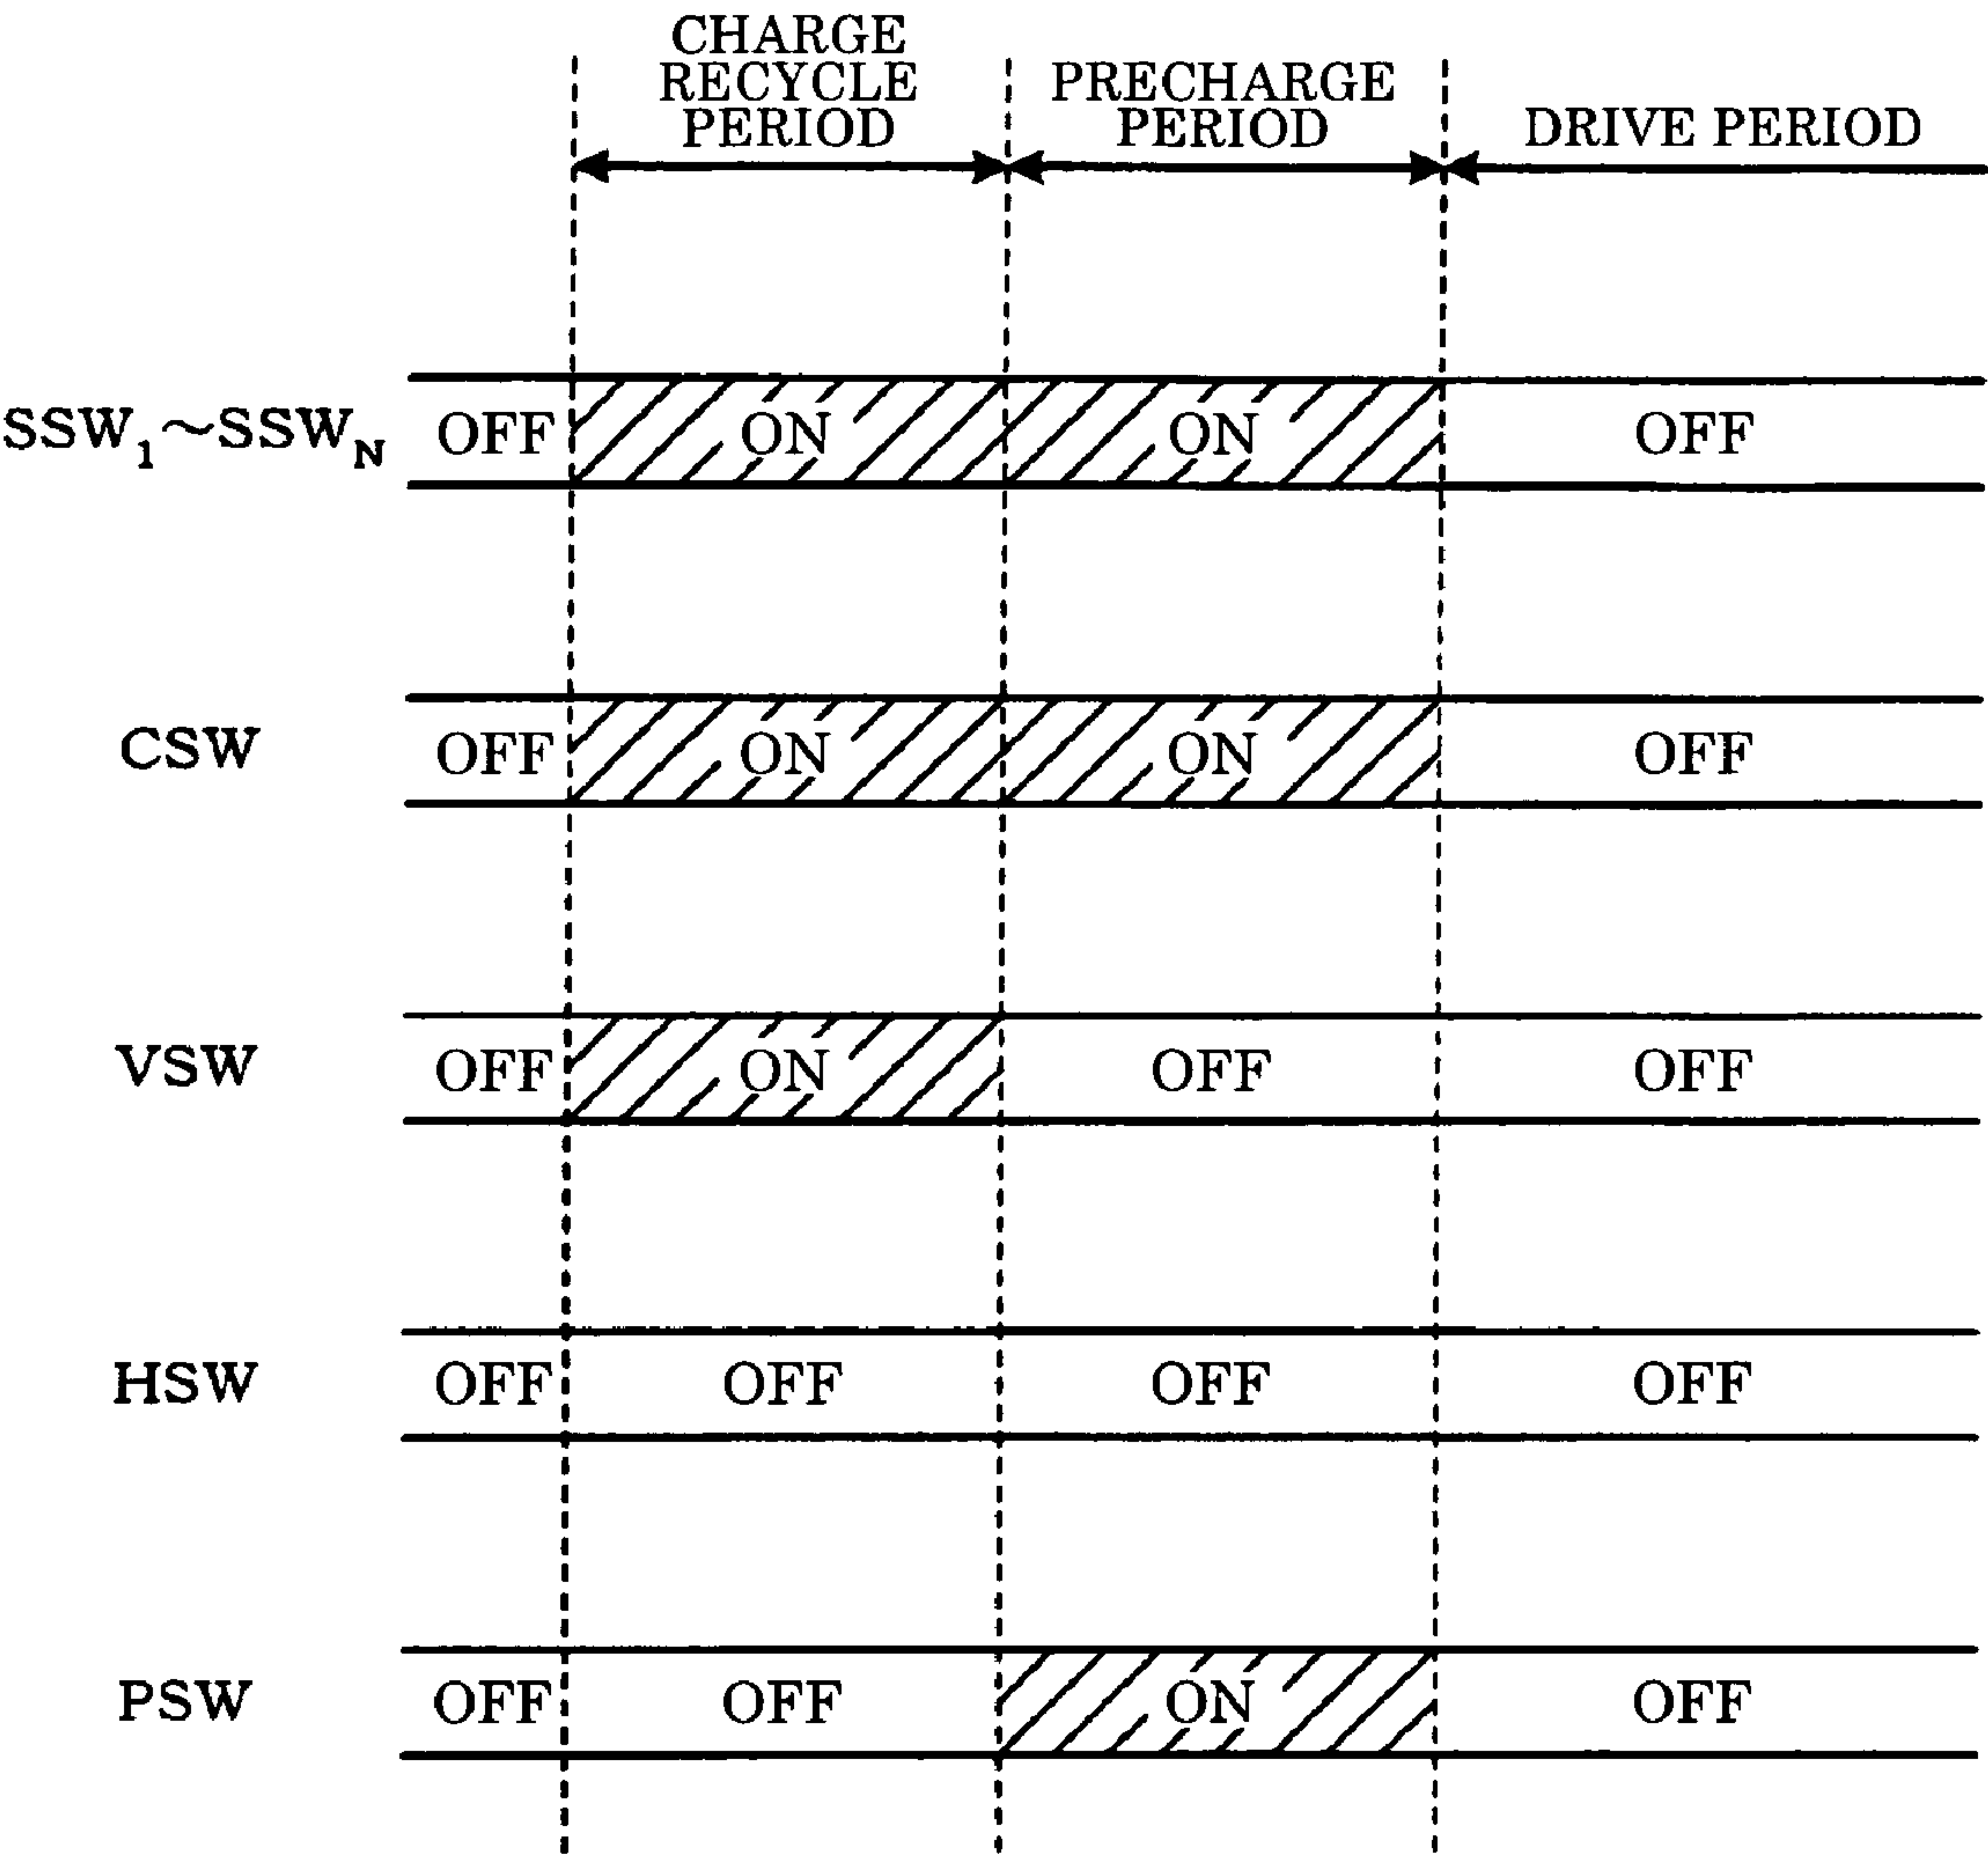 CHARGE
RECYCLE
PERIOD
PRECHARGE
PERIOD
DRIVE PERIOD
SSW1~SSWN OFF ON ON OFF
CSW OFF ON ON OFF
VSW OFF ON OFF OFF
HSW OFF OFF OFF OFF
PSW OFF OFF ON OFF